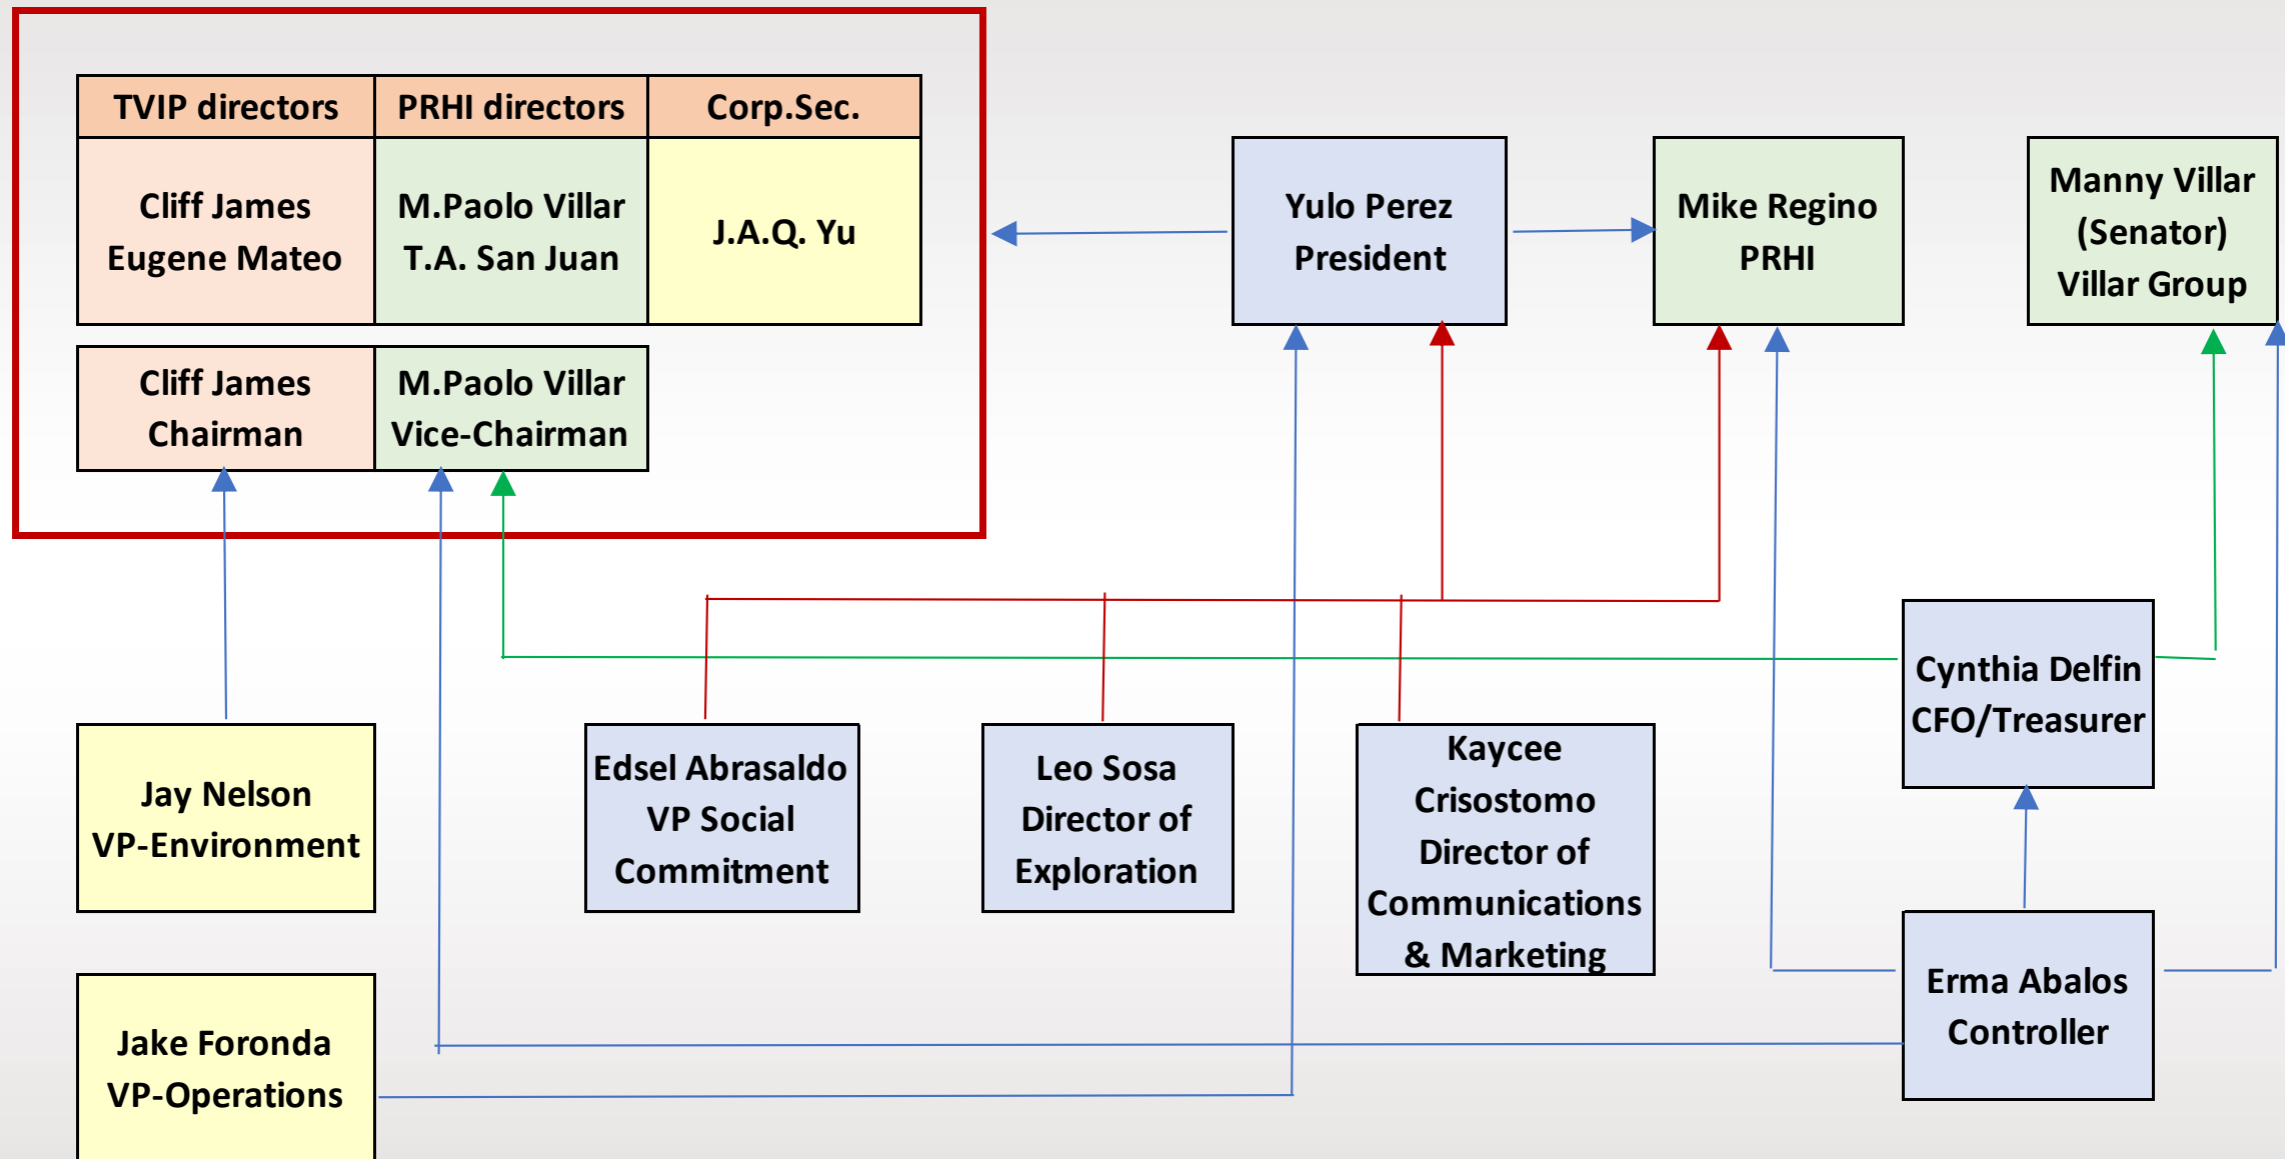 TVIP directors
PRHI directors
Corp.Sec.
Cliff James
Eugene Mateo
M.Paolo Villar
T.A. San Juan
J.A.Q. Yu
Cliff James
Chairman
M.Paolo Villar
Vice-Chairman
Yulo Perez
President
Mike Regino
PRHI
Manny Villar
(Senator)
Villar Group
Cynthia Delfin
CFO/Treasurer
Jay Nelson
VP-Environment
Edsel Abrasaldo
VP Social
Commitment
Leo Sosa
Director of
Exploration
Kaycee
Crisostomo
Director of
Communications
& Marketing
Erma Abalos
Controller
Jake Foronda
VP-Operations